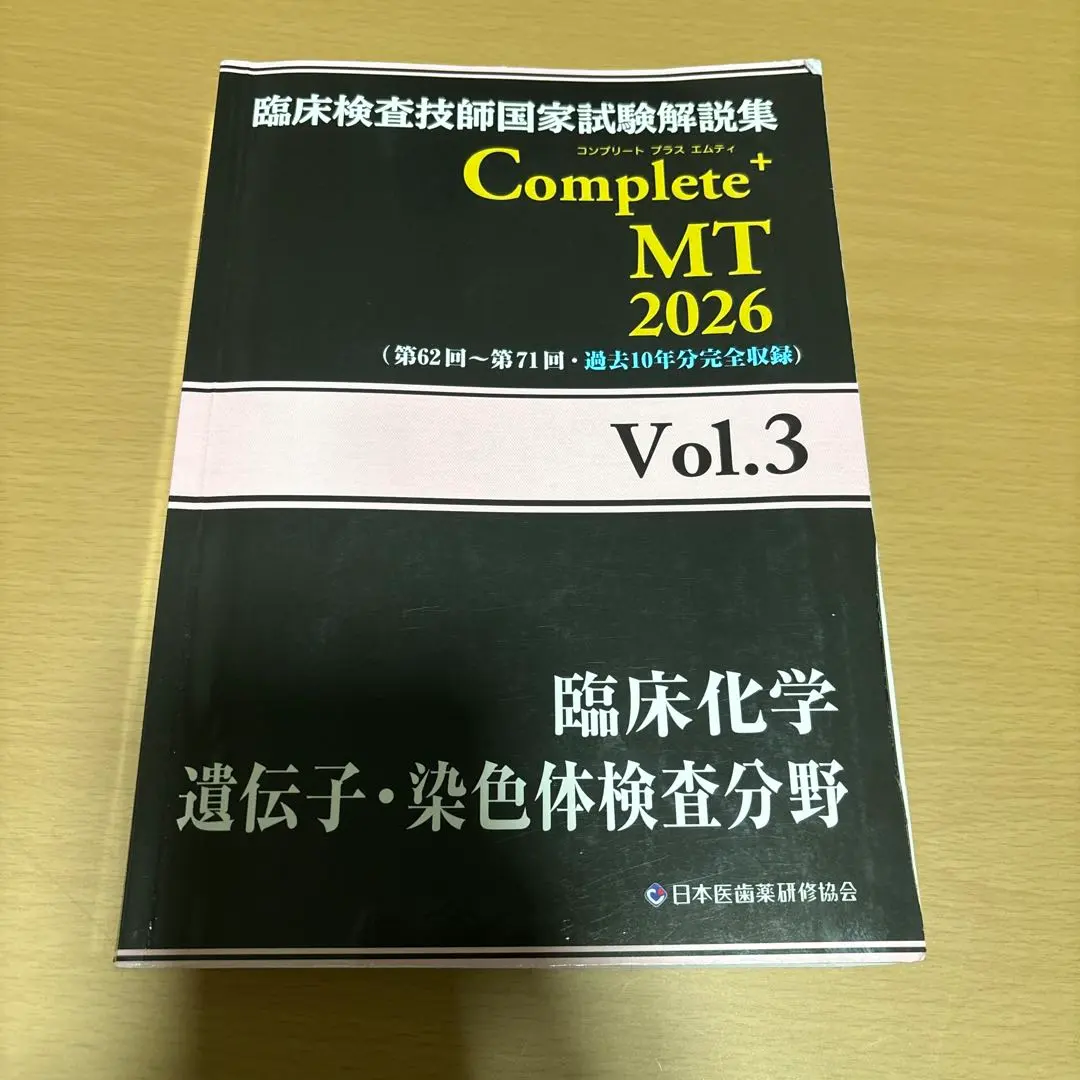 臨床検査技師国家試験解説集
コンプリート プラス エムティ
Complete+
MT
2026
(第62回～第71回・過去10年分完全収録)
Vol.3
臨床化学
遺伝子・染色体検査分野
日本医歯薬研修協会